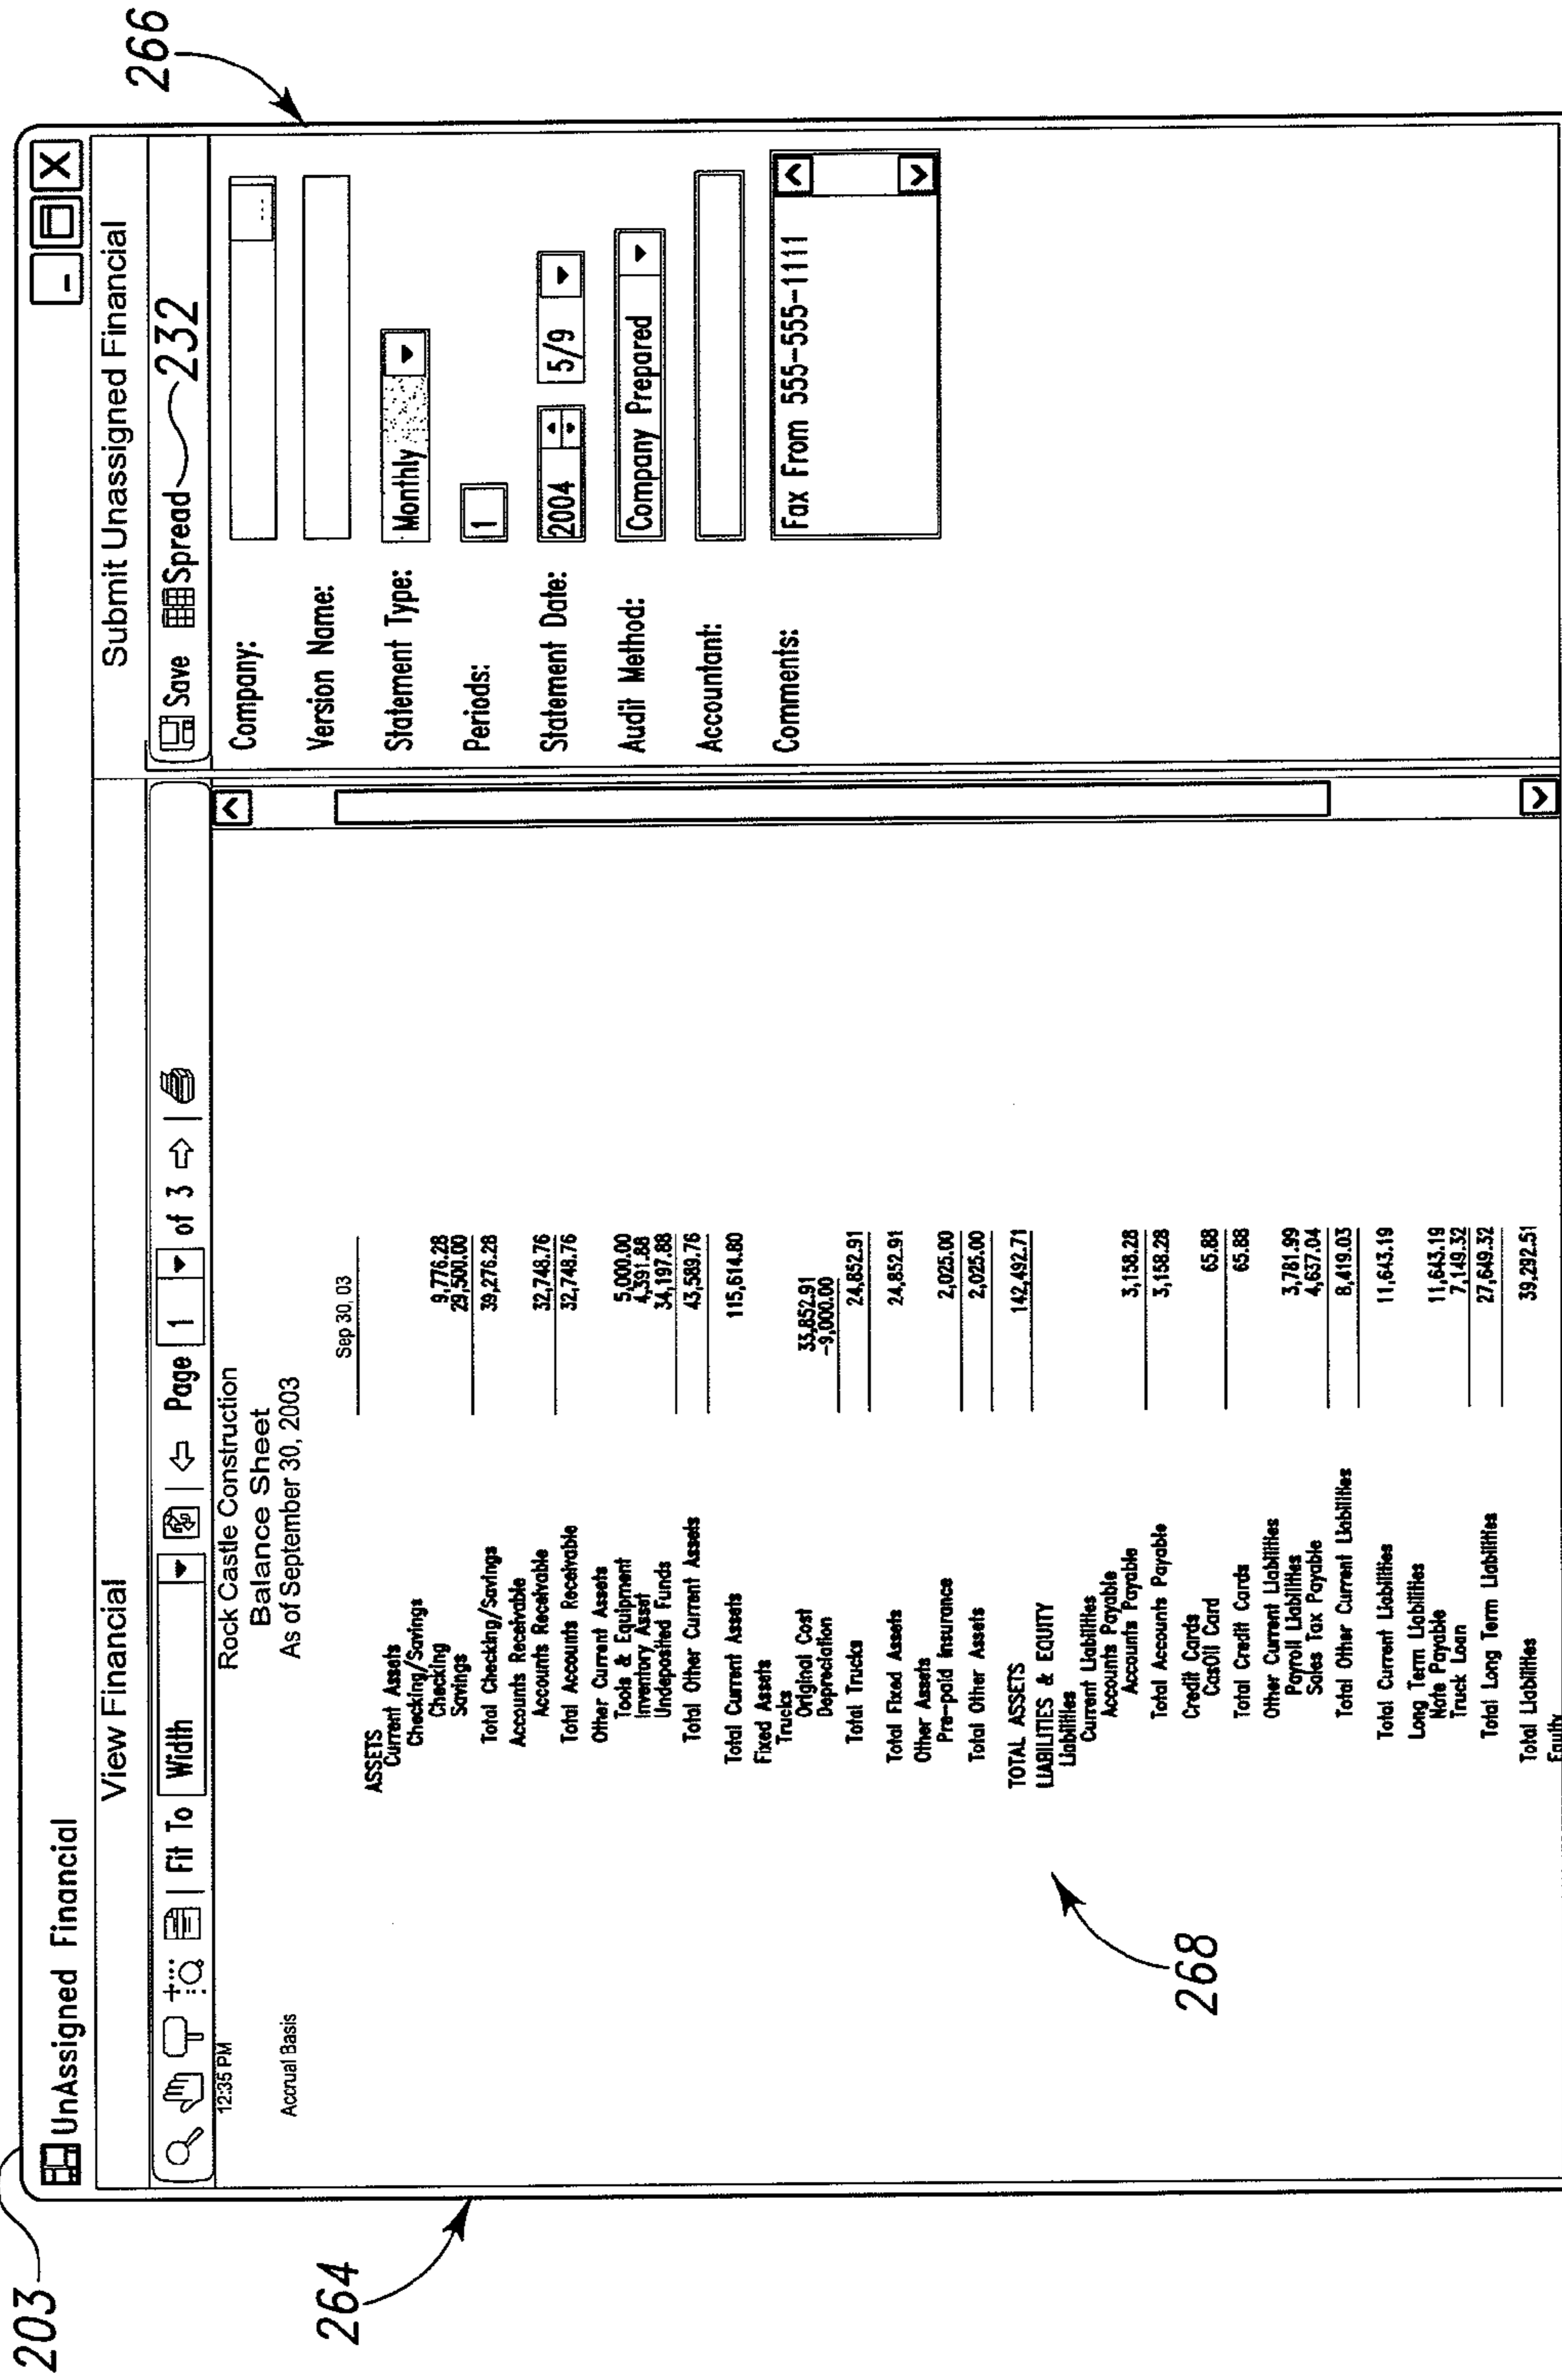 203
UnAssigned Financial
View Financial
Submit Unassigned Financial
Fit To Width Page 1 of 3
Save Spread 232
266
264
12:35 PM
Rock Castle Construction
Balance Sheet
Accrual Basis
As of September 30, 2003
Sep 30, 03
ASSETS
Current Assets
Checking/Savings
Checking 9,776.28
Savings 29,500.00
Total Checking/Savings 39,276.28
Accounts Receivable
Accounts Receivable 32,748.76
Total Accounts Receivable 32,748.76
Other Current Assets
Tools & Equipment 5,000.00
Inventory Asset 4,391.88
Undeposited Funds 34,197.88
Total Other Current Assets 43,589.76
Total Current Assets 115,614.80
Fixed Assets
Trucks
Original Cost 33,852.91
Depreciation -9,000.00
Total Trucks 24,852.91
Total Fixed Assets 24,852.91
Other Assets
Pre-paid Insurance 2,025.00
Total Other Assets 2,025.00
TOTAL ASSETS 142,492.71
LIABILITIES & EQUITY
Liabilities
Current Liabilities
Accounts Payable
Accounts Payable 3,158.28
Total Accounts Payable 3,158.28
Credit Cards
CasOil Card 65.88
Total Credit Cards 65.88
Other Current Liabilities
Payroll Liabilities 3,781.99
Sales Tax Payable 4,637.04
Total Other Current Liabilities 8,419.03
Total Current Liabilities 11,643.19
Long Term Liabilities
Note Payable 11,643.19
Truck Loan 7,149.32
Total Long Term Liabilities 27,649.32
Total Liabilities 39,292.51
Equity
268
Company: ...
Version Name:
Statement Type: Monthly
Periods: 1
Statement Date: 2004 5/9
Audit Method: Company Prepared
Accountant:
Comments: Fax From 555-555-1111